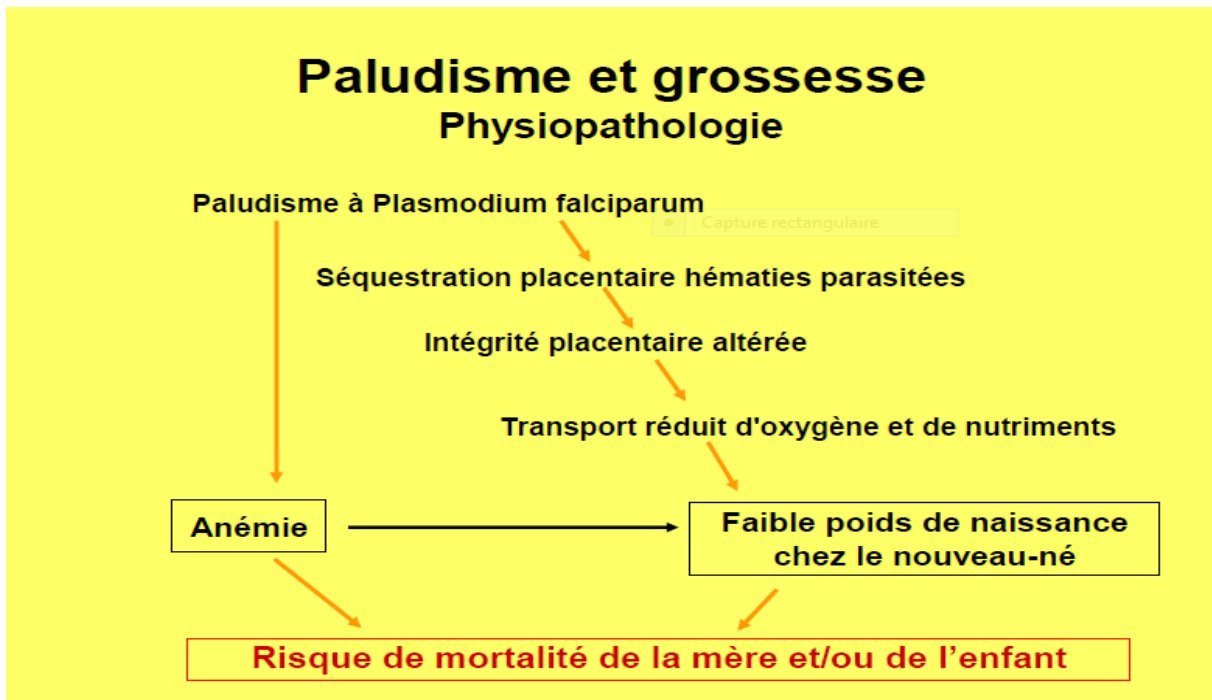 Paludisme et grossesse
Physiopathologie
Paludisme à Plasmodium falciparum
Capture rectangulaire
Séquestration placentaire hématies parasitées
Intégrité placentaire altérée
Transport réduit d'oxygène et de nutriments
Anémie
Faible poids de naissance
chez le nouveau-né
Risque de mortalité de la mère et/ou de l’enfant